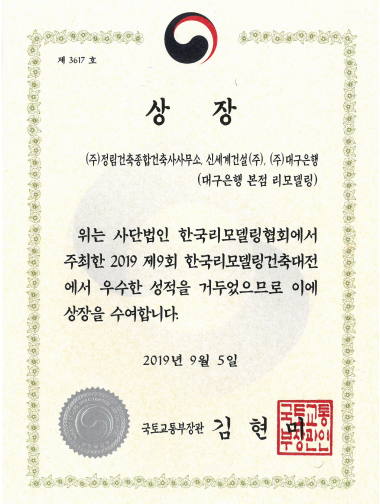 제 3617 호
상 장
(주)정림건축종합건축사사무소, 신세계건설(주), (주)대구은행
(대구은행 본점 리모델링)
위는 사단법인 한국리모델링협회에서
주최한 2019 제9회 한국리모델링건축대전
에서 우수한 성적을 거두었으므로 이에
상장을 수여합니다.
2019년 9월 5일
국토교통부장관 김 현 미
국토교통
부장관인